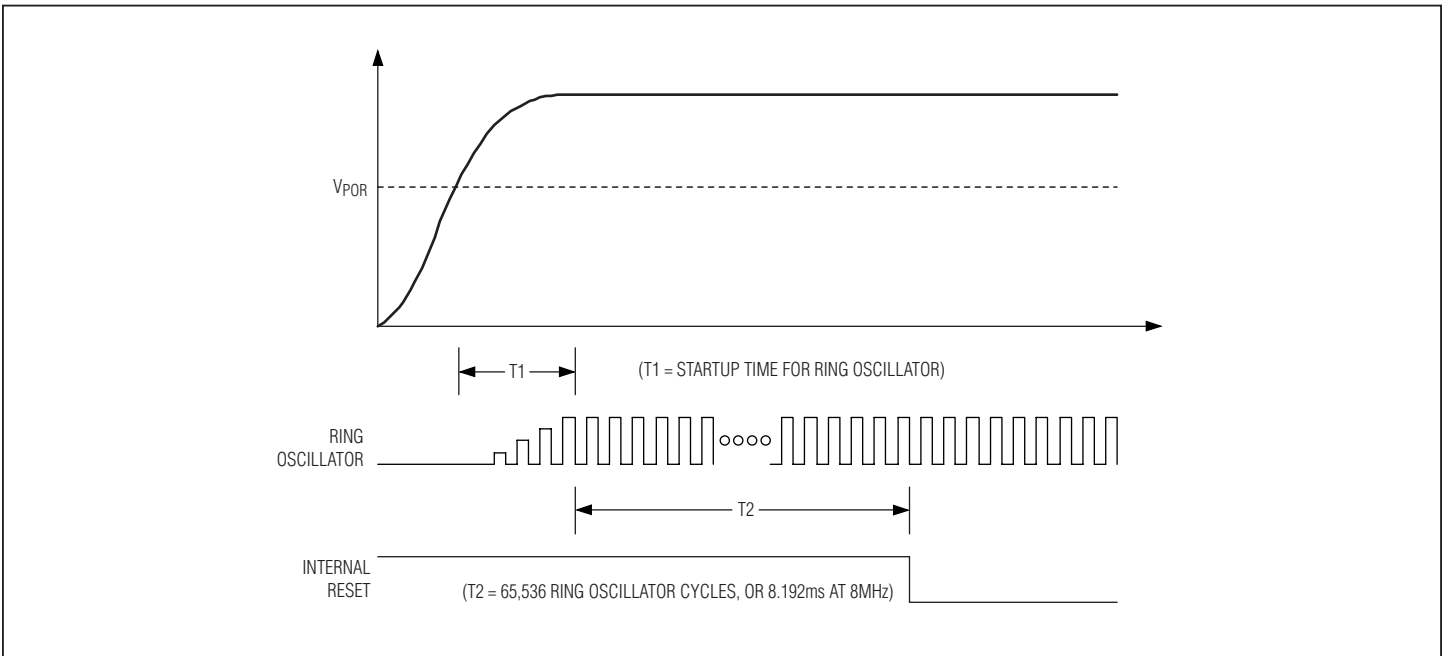 VPOR
T1
(T1 = STARTUP TIME FOR RING OSCILLATOR)
RING
OSCILLATOR
T2
INTERNAL
RESET
(T2 = 65,536 RING OSCILLATOR CYCLES, OR 8.192ms AT 8MHz)